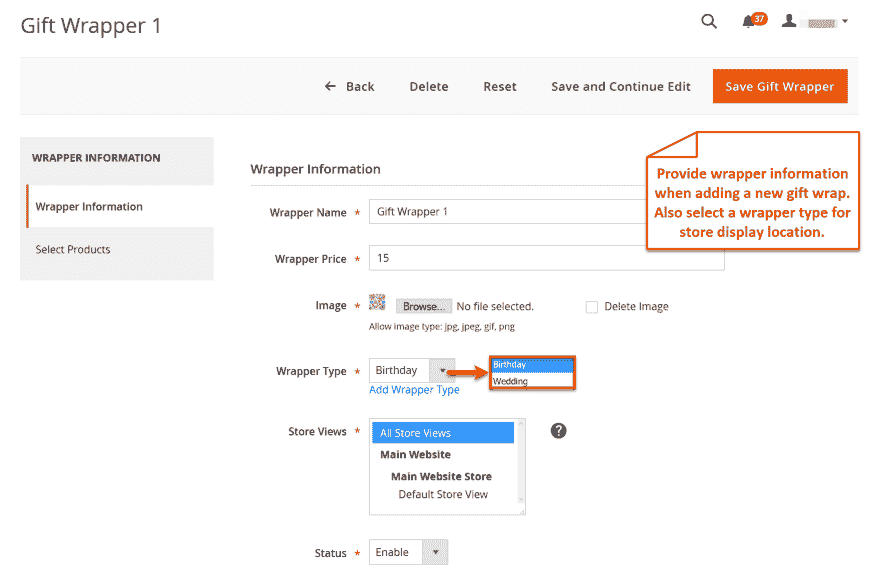 Gift Wrapper 1
37
← Back Delete Reset Save and Continue Edit Save Gift Wrapper
WRAPPER INFORMATION
Wrapper Information
Select Products
Wrapper Information
Provide wrapper information
when adding a new gift wrap.
Also select a wrapper type for
store display location.
Wrapper Name * Gift Wrapper 1
Wrapper Price * 15
Image * Browse... No file selected. Delete Image
Allow image type: jpg, jpeg, gif, png
Wrapper Type * Birthday
Birthday
Wedding
Add Wrapper Type
Store Views * All Store Views ?
Main Website
Main Website Store
Default Store View
Status * Enable